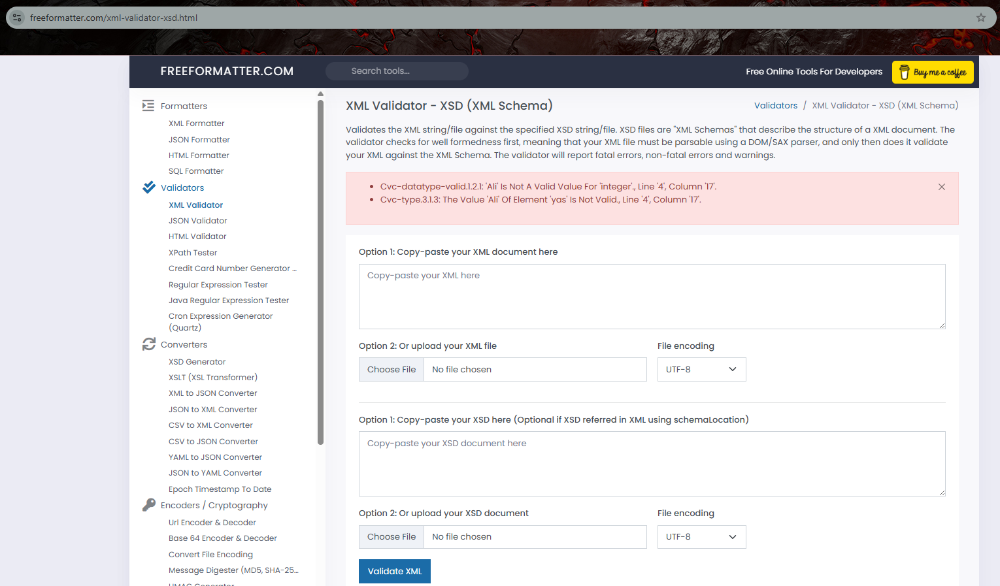 freeformatter.com/xml-validator-xsd.html
FREEFORMATTER.COM
Search tools...
Free Online Tools For Developers
Buy me a coffee
Formatters
XML Formatter
JSON Formatter
HTML Formatter
SQL Formatter
Validators
XML Validator
JSON Validator
HTML Validator
XPath Tester
Credit Card Number Generator ...
Regular Expression Tester
Java Regular Expression Tester
Cron Expression Generator
(Quartz)
Converters
XSD Generator
XSLT (XSL Transformer)
XML to JSON Converter
JSON to XML Converter
CSV to XML Converter
CSV to JSON Converter
YAML to JSON Converter
JSON to YAML Converter
Epoch Timestamp To Date
Encoders / Cryptography
Url Encoder & Decoder
Base 64 Encoder & Decoder
Convert File Encoding
Message Digester (MD5, SHA-25...
HMAC Generator
XML Validator - XSD (XML Schema)
Validators / XML Validator - XSD (XML Schema)
Validates the XML string/file against the specified XSD string/file. XSD files are "XML Schemas" that describe the structure of a XML document. The
validator checks for well formedness first, meaning that your XML file must be parsable using a DOM/SAX parser, and only then does it validate
your XML against the XML Schema. The validator will report fatal errors, non-fatal errors and warnings.
Cvc-datatype-valid.1.2.1: 'Ali' Is Not A Valid Value For 'integer'., Line '4', Column '17'.
Cvc-type.3.1.3: The Value 'Ali' Of Element 'yas' Is Not Valid., Line '4', Column '17'.
Option 1: Copy-paste your XML document here
Copy-paste your XML here
Option 2: Or upload your XML file
File encoding
Choose File No file chosen
UTF-8
Option 1: Copy-paste your XSD here (Optional if XSD referred in XML using schemaLocation)
Copy-paste your XSD document here
Option 2: Or upload your XSD document
File encoding
Choose File No file chosen
UTF-8
Validate XML